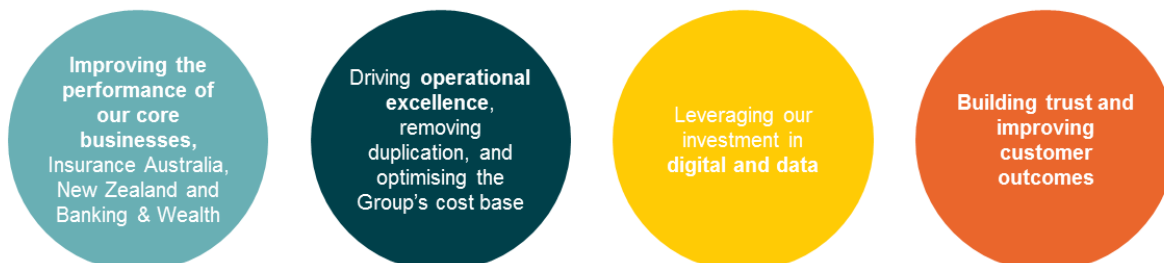 Improving the
performance of
our core
businesses,
Insurance Australia,
New Zealand and
Banking & Wealth
Driving operational
excellence,
removing
duplication, and
optimising the
Group's cost base
Leveraging our
investment in
digital and data
Building trust and
improving
customer
outcomes